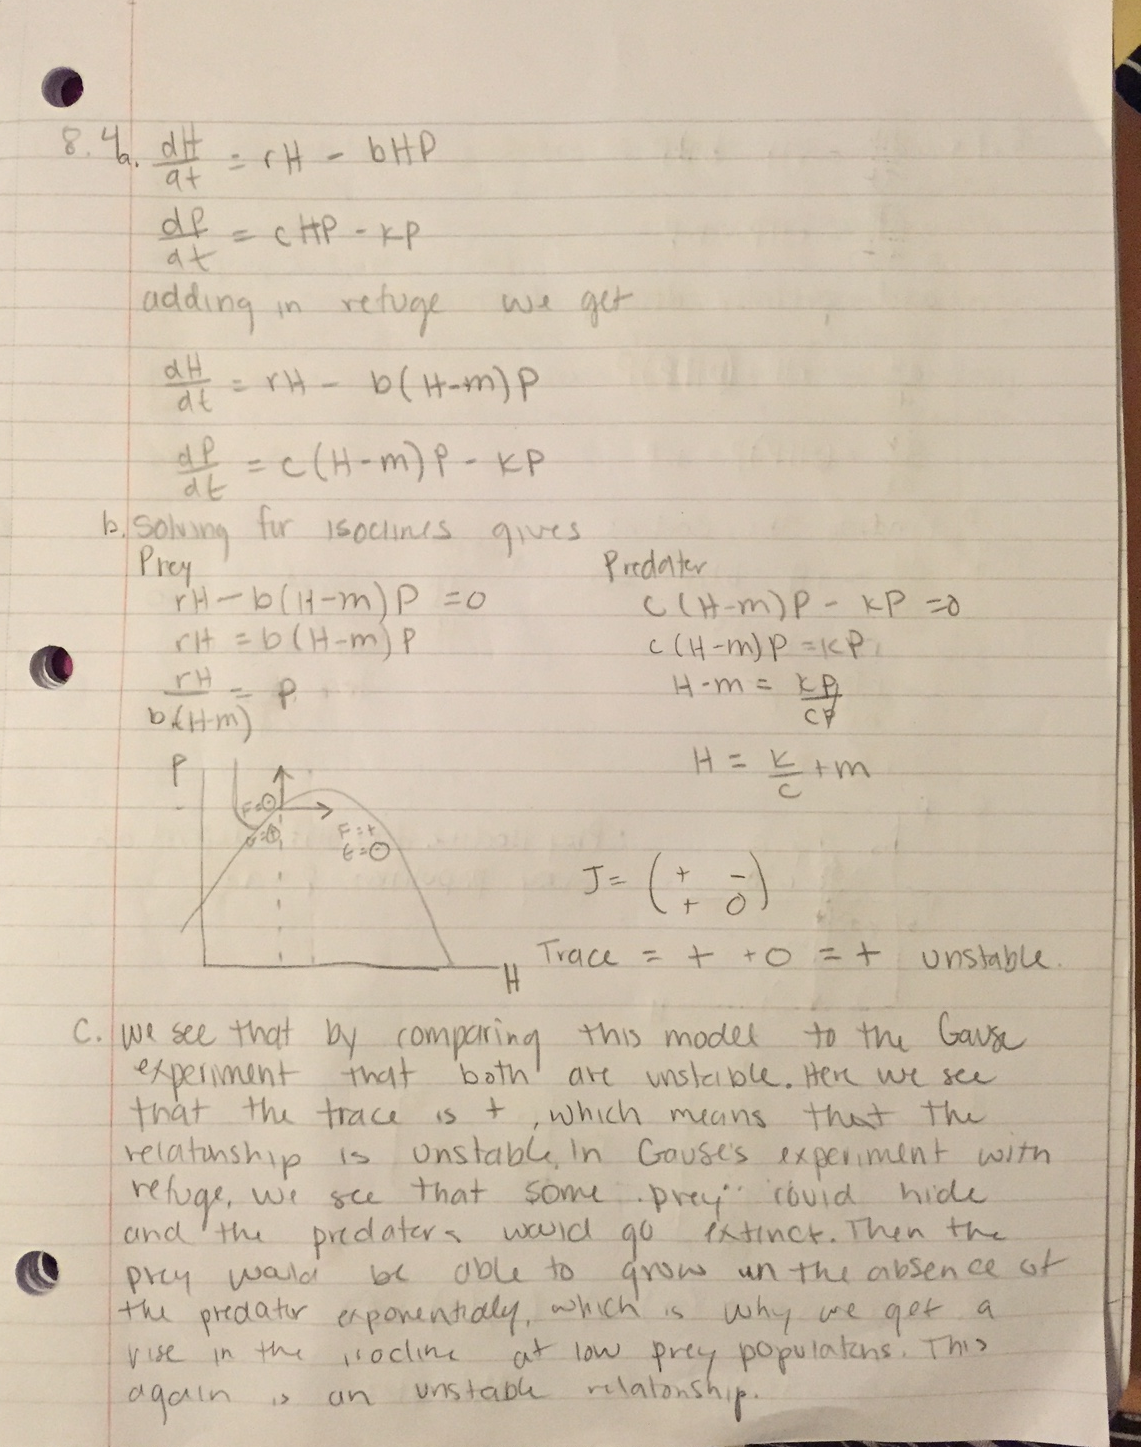 8.4a. dH/dt = rH - bHP
dP/dt = cHP - kP
adding in refuge we get
dH/dt = rH - b(H-m)P
dP/dt = c(H-m)P - kP
b. Solving for isoclines gives
Prey
rH - b(H-m)P = 0
rH = b(H-m)P
rH/b(H-m) = P
Predater
c(H-m)P - kP = 0
c(H-m)P = kP
H-m = kP/cP
H = k/c + m
P
F=+
H
J = ( + - + 0 )
Trace = + + 0 = + unstable.
c. we see that by comparing this model to the Gause
experiment that both are unstable. Here we see
that the trace is +, which means that the
relatonship is unstable. In Gause's experiment with
refuge, we see that some prey could hide
and the predaters would go extinct. Then the
prey would be able to grow in the absence of
the predator exponentially, which is why we get a
rise in the isocline at low prey populatons. This
again is an unstable relatonship.